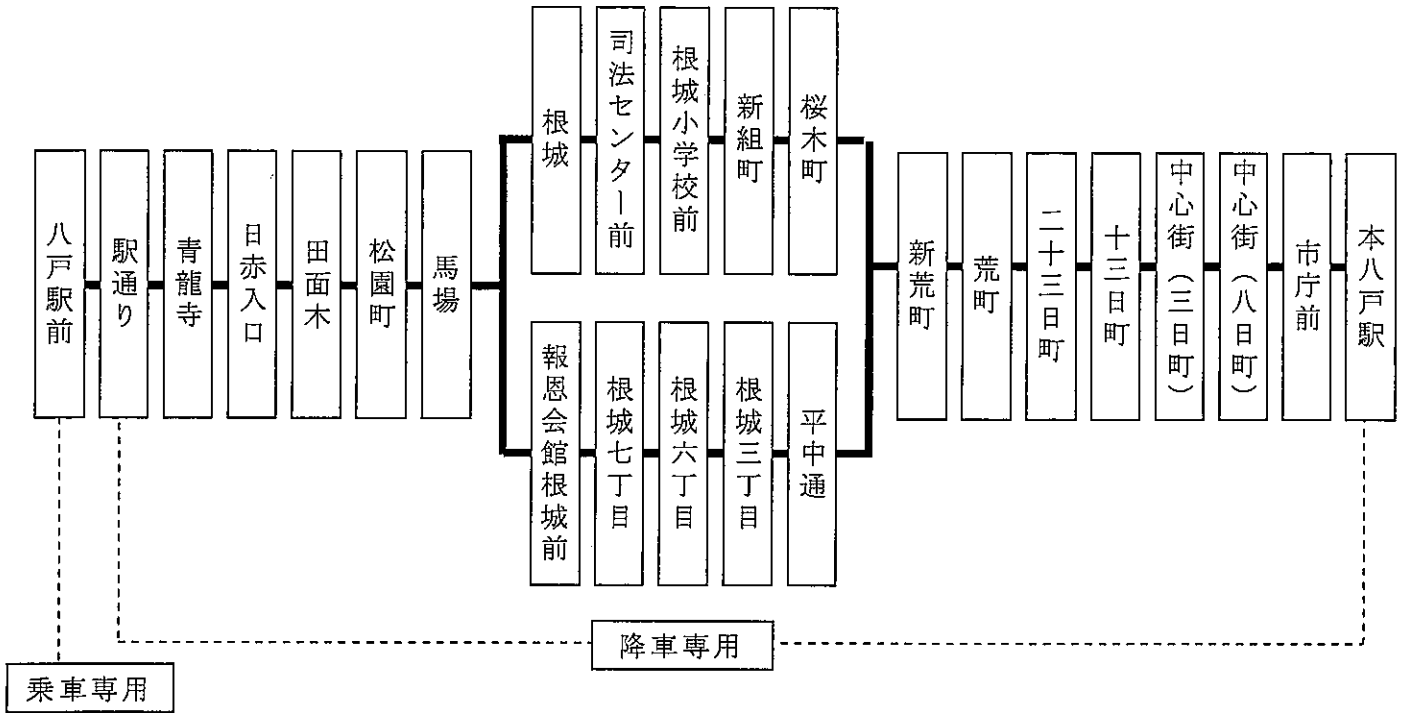 八戸駅前
駅通り
青龍寺
日赤入口
田面木
松園町
馬場
根城
司法センター前
根城小学校前
新組町
桜木町
報恩会館根城前
根城七丁目
根城六丁目
根城三丁目
平中通
新荒町
荒町
二十三日町
十三日町
中心街（三日町）
中心街（八日町）
市庁前
本八戸駅
降車専用
乗車専用